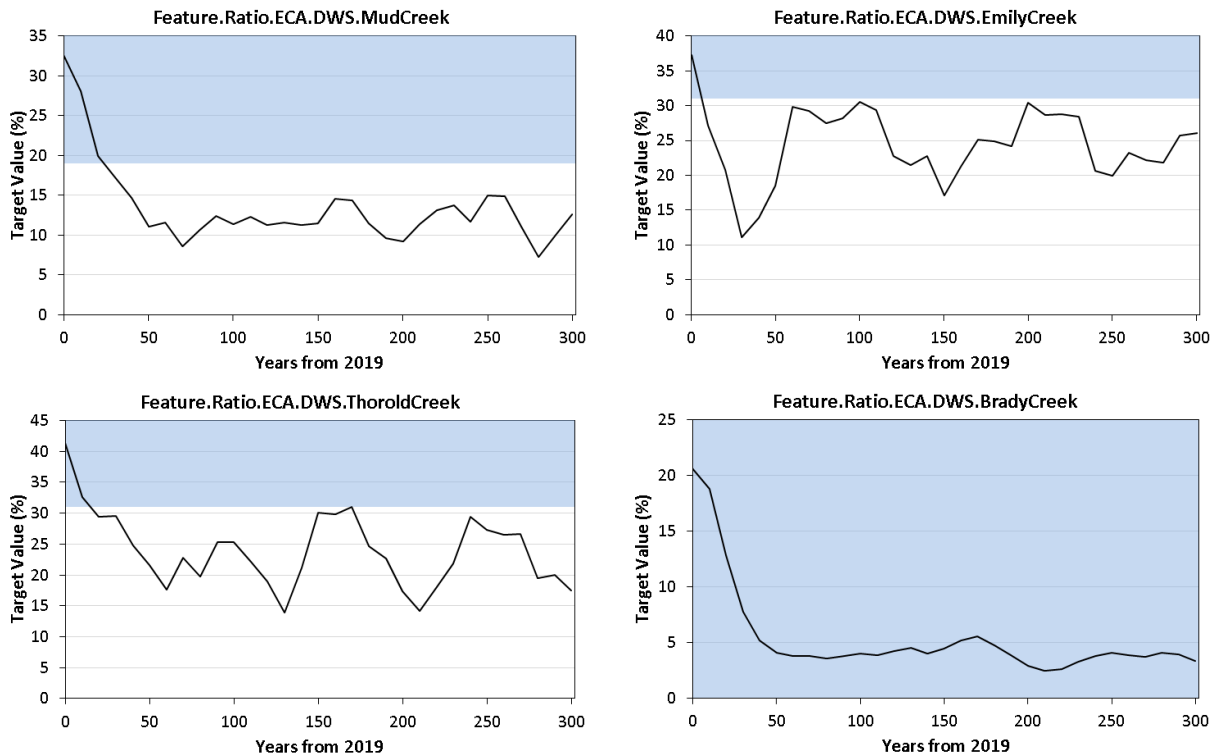 Feature.Ratio.ECA.DWS.MudCreek
Target Value (%)
35
30
25
20
15
10
5
0
0 50 100 150 200 250 300
Years from 2019
Feature.Ratio.ECA.DWS.EmilyCreek
Target Value (%)
40
35
30
25
20
15
10
5
0
0 50 100 150 200 250 300
Years from 2019
Feature.Ratio.ECA.DWS.ThoroldCreek
Target Value (%)
45
40
35
30
25
20
15
10
5
0
0 50 100 150 200 250 300
Years from 2019
Feature.Ratio.ECA.DWS.BradyCreek
Target Value (%)
25
20
15
10
5
0
0 50 100 150 200 250 300
Years from 2019